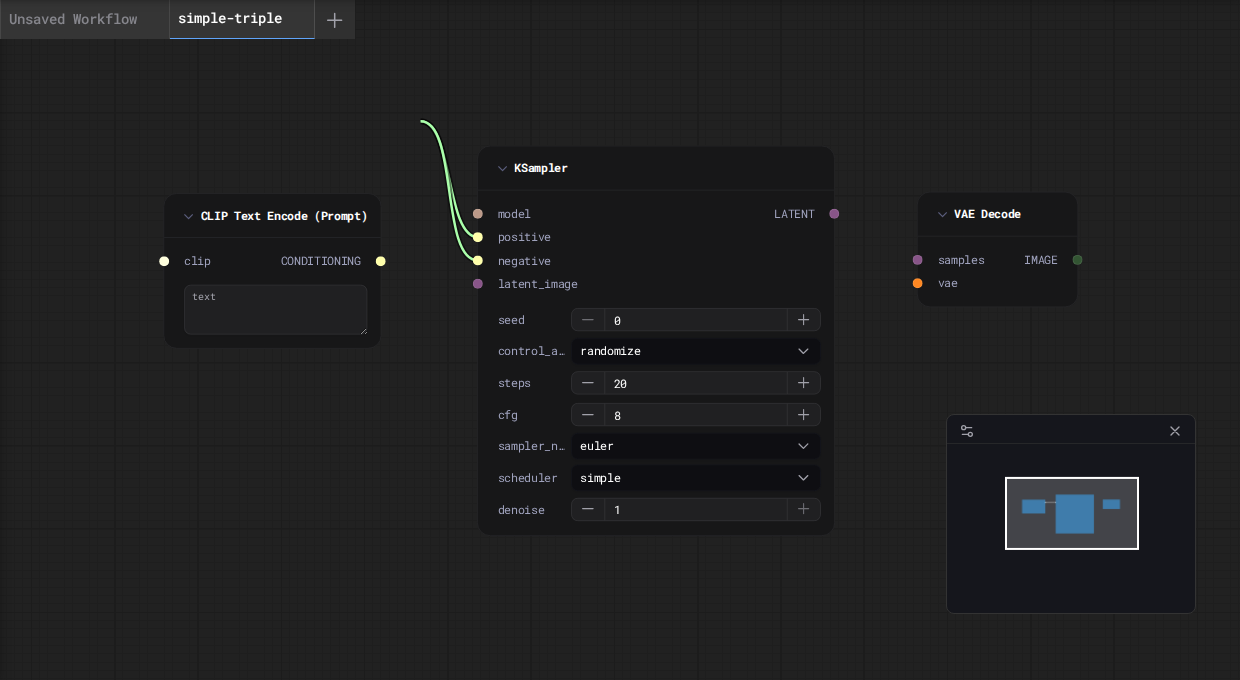 Unsaved Workflow
simple-triple
CLIP Text Encode (Prompt)
clip
CONDITIONING
text
KSampler
model
LATENT
positive
negative
latent_image
seed
0
control_a…
randomize
steps
20
cfg
8
sampler_n…
euler
scheduler
simple
denoise
1
VAE Decode
samples
IMAGE
vae